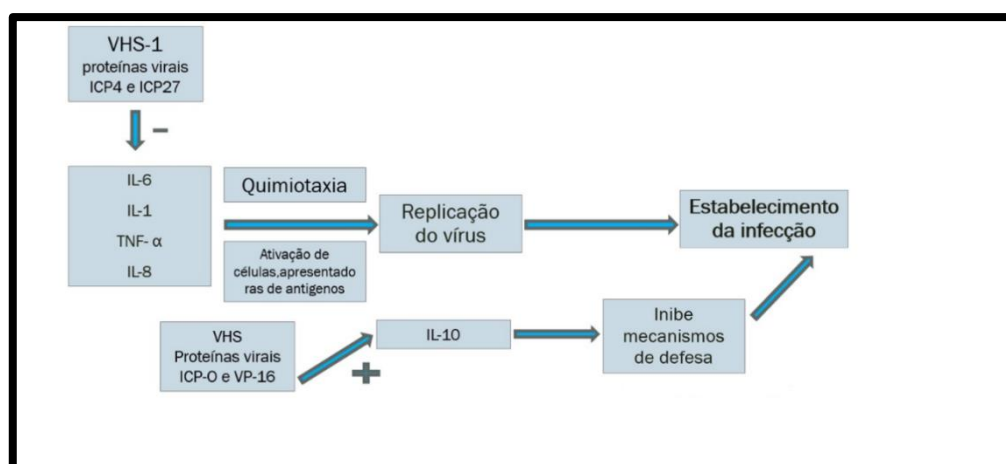 VHS-1
proteínas virais
ICP4 e ICP27
–
IL-6
IL-1
TNF- α
IL-8
Quimiotaxia
Ativação de
células,apresentado
ras de antigenos
Replicação
do vírus
Estabelecimento
da infecção
VHS
Proteínas virais
ICP-O e VP-16
+
IL-10
Inibe
mecanismos
de defesa